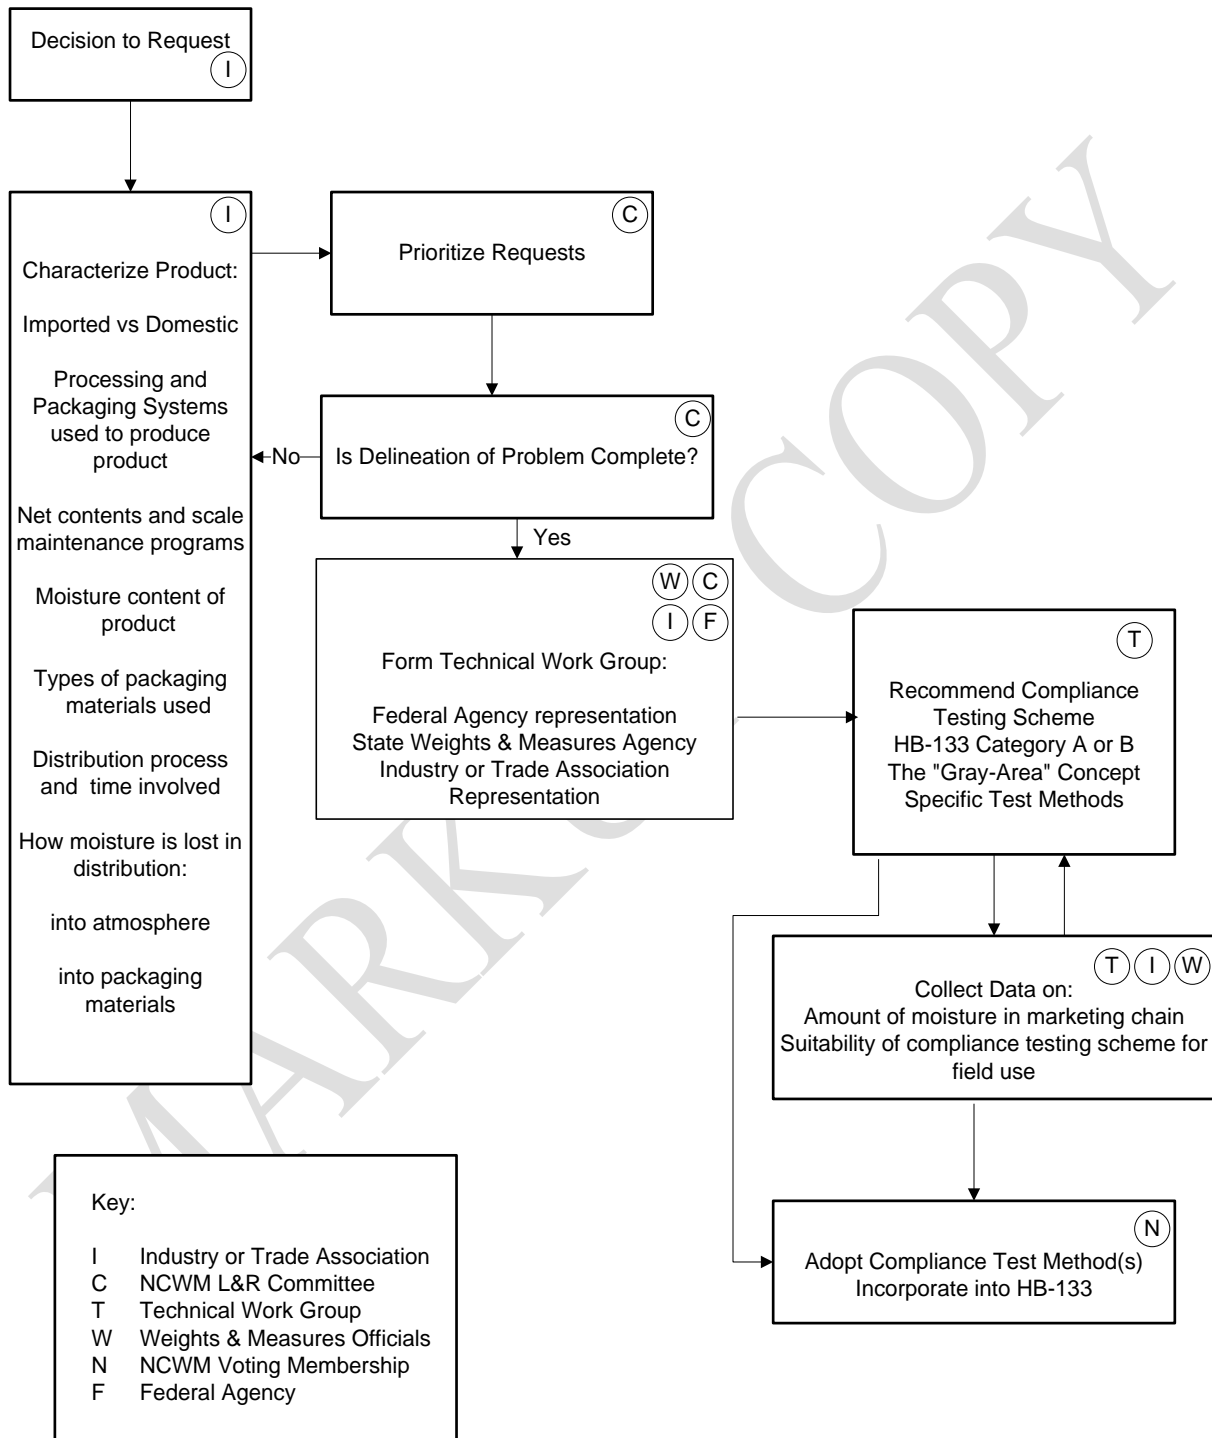 Decision to Request
I
I
Characterize Product:
Imported vs Domestic
Processing and
Packaging Systems
used to produce
product
Net contents and scale
maintenance programs
Moisture content of
product
Types of packaging
materials used
Distribution process
and time involved
How moisture is lost in
distribution:
into atmosphere
into packaging
materials
C
Prioritize Requests
C
Is Delineation of Problem Complete?
No
Yes
W C
I F
Form Technical Work Group:
Federal Agency representation
State Weights & Measures Agency
Industry or Trade Association
Representation
T
Recommend Compliance
Testing Scheme
HB-133 Category A or B
The "Gray-Area" Concept
Specific Test Methods
T I W
Collect Data on:
Amount of moisture in marketing chain
Suitability of compliance testing scheme for
field use
N
Adopt Compliance Test Method(s)
Incorporate into HB-133
Key:
I Industry or Trade Association
C NCWM L&R Committee
T Technical Work Group
W Weights & Measures Officials
N NCWM Voting Membership
F Federal Agency
COPY